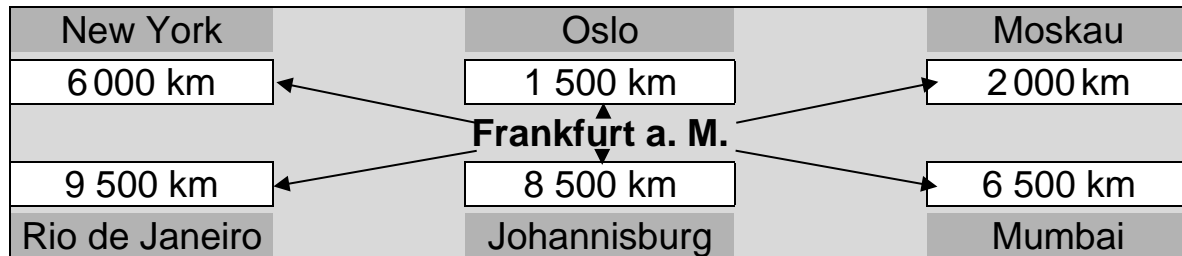 New York Oslo Moskau
6 000 km 1 500 km 2 000 km
Frankfurt a. M.
9 500 km 8 500 km 6 500 km
Rio de Janeiro Johannisburg Mumbai